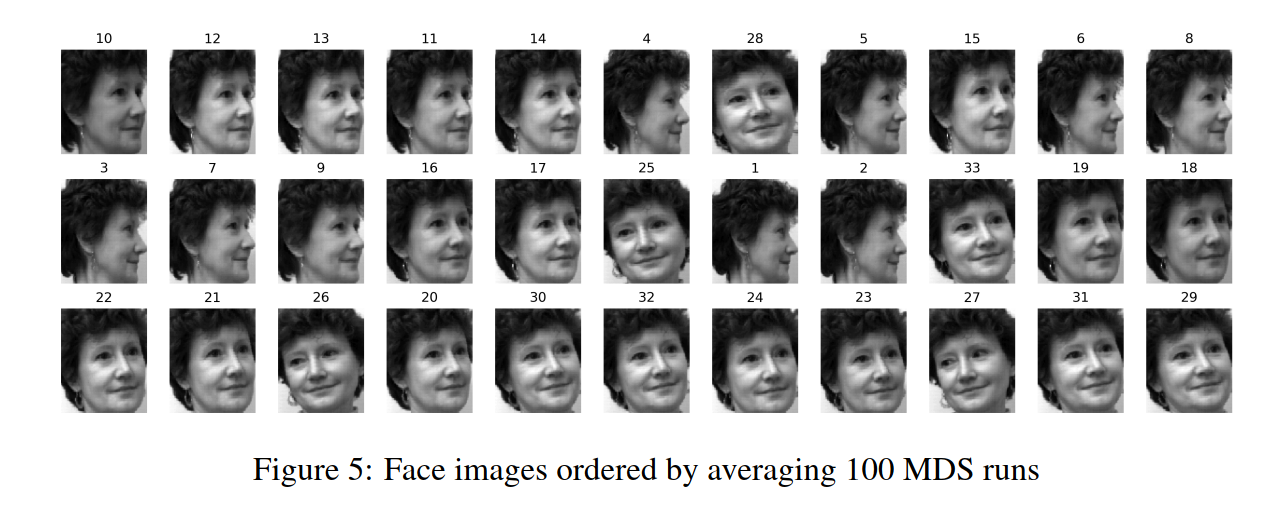 10 12 13 11 14 4 28 5 15 6 8
3 7 9 16 17 25 1 2 33 19 18
22 21 26 20 30 32 24 23 27 31 29
Figure 5: Face images ordered by averaging 100 MDS runs